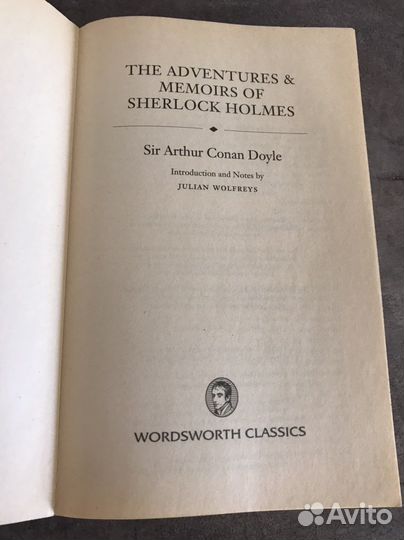 THE ADVENTURES &
MEMOIRS OF
SHERLOCK HOLMES
Sir Arthur Conan Doyle
Introduction and Notes by
JULIAN WOLFREYS
WORDSWORTH CLASSICS
Avito